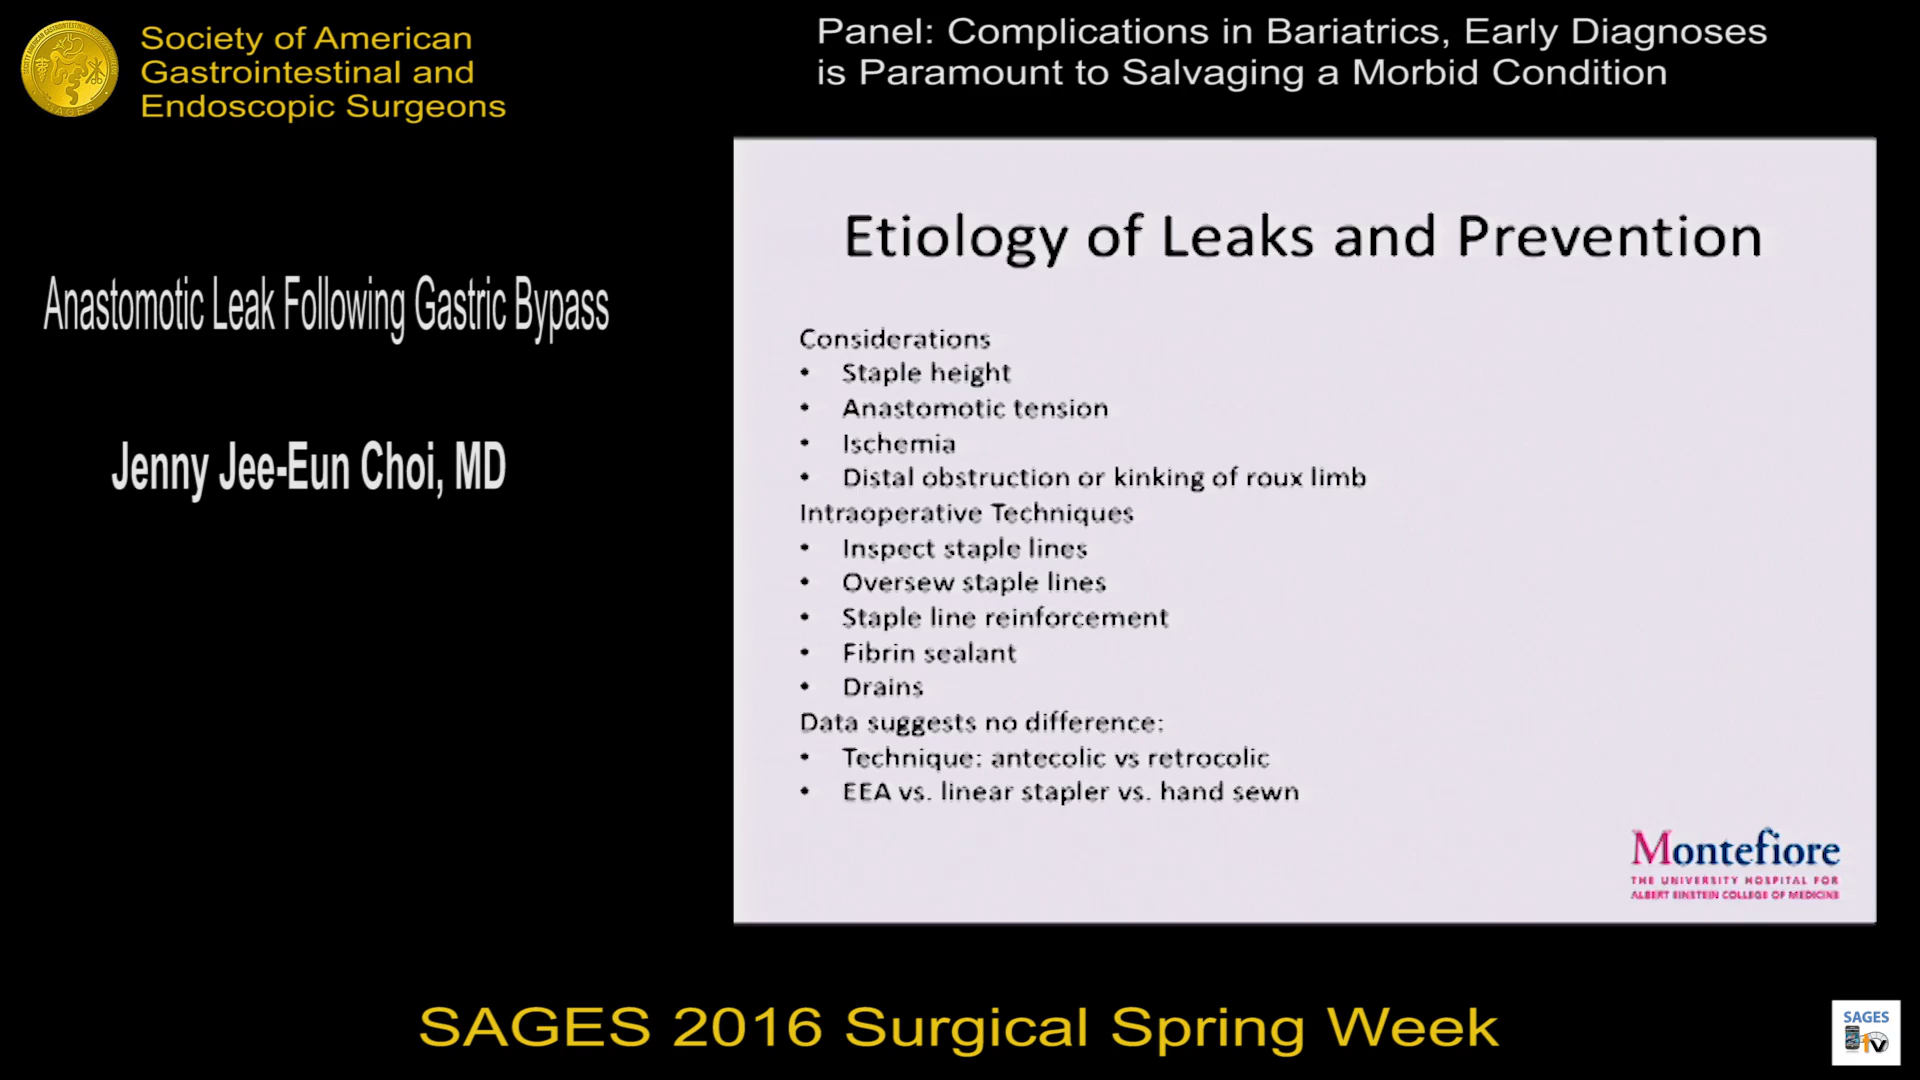 Society of American
Gastrointestinal and
Endoscopic Surgeons
Panel: Complications in Bariatrics, Early Diagnoses
is Paramount to Salvaging a Morbid Condition
Anastomotic Leak Following Gastric Bypass
Jenny Jee-Eun Choi, MD
Etiology of Leaks and Prevention
Considerations
• Staple height
• Anastomotic tension
• Ischemia
• Distal obstruction or kinking of roux limb
Intraoperative Techniques
• Inspect staple lines
• Oversew staple lines
• Staple line reinforcement
• Fibrin sealant
• Drains
Data suggests no difference:
• Technique: antecolic vs retrocolic
• EEA vs. linear stapler vs. hand sewn
Montefiore
THE UNIVERSITY HOSPITAL FOR
ALBERT EINSTEIN COLLEGE OF MEDICINE
SAGES 2016 Surgical Spring Week
SAGES
TV